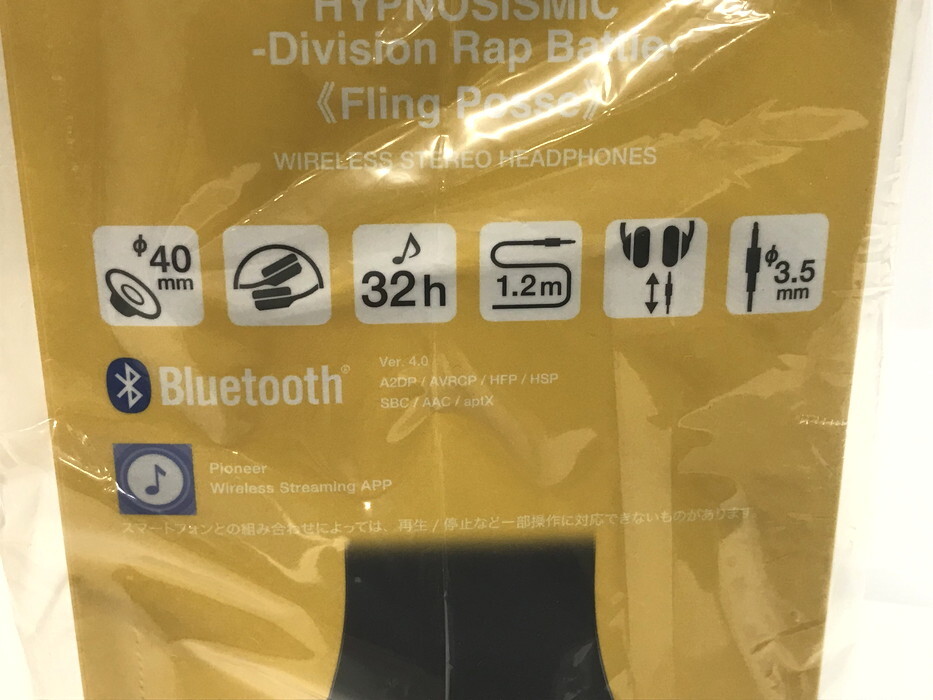 HYPNOSISMIC
-Division Rap Battle-
《Fling Posse》
WIRELESS STEREO HEADPHONES
φ40 mm
32h
1.2m
φ3.5 mm
Bluetooth®
Ver. 4.0
A2DP / AVRCP / HFP / HSP
SBC / AAC / aptX
Pioneer
Wireless Streaming APP
スマートフォンとの組み合わせによっては、再生 / 停止など一部操作に対応できないものがあります